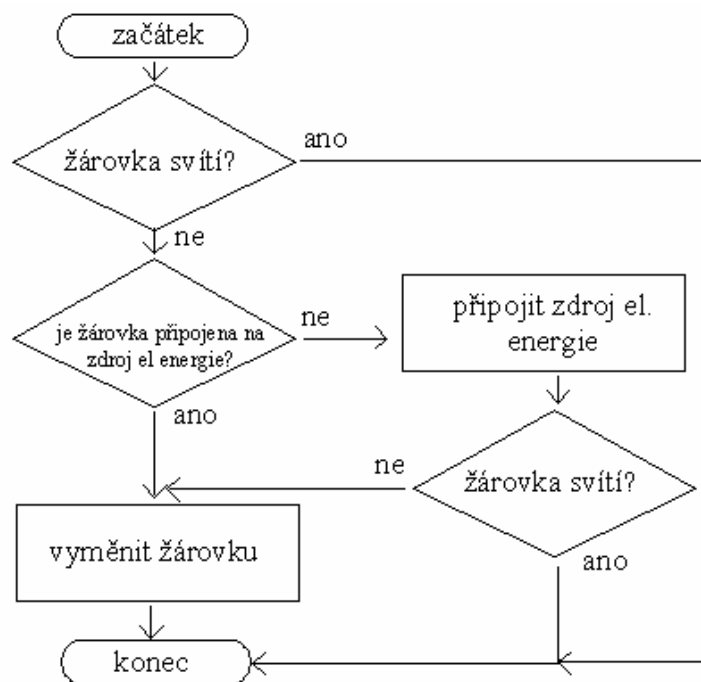 začátek
žárovka svítí?
ano
ne
je žárovka připojena na
zdroj el energie?
ne
připojit zdroj el.
energie
ano
ne
žárovka svítí?
vyměnit žárovku
ano
konec